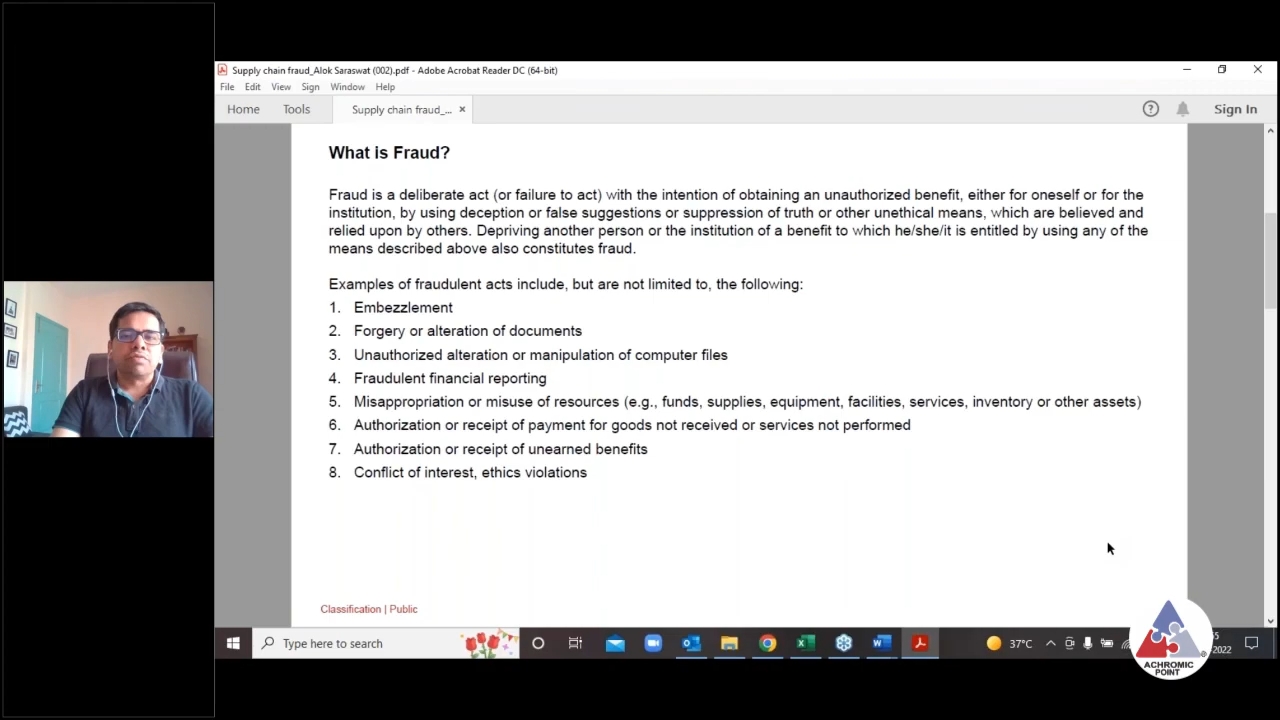 Supply chain fraud_Alok Saraswat (002).pdf - Adobe Acrobat Reader DC (64-bit)
File Edit View Sign Window Help
Home Tools Supply chain fraud_... × Sign In
What is Fraud?
Fraud is a deliberate act (or failure to act) with the intention of obtaining an unauthorized benefit, either for oneself or for the
institution, by using deception or false suggestions or suppression of truth or other unethical means, which are believed and
relied upon by others. Depriving another person or the institution of a benefit to which he/she/it is entitled by using any of the
means described above also constitutes fraud.
Examples of fraudulent acts include, but are not limited to, the following:
1. Embezzlement
2. Forgery or alteration of documents
3. Unauthorized alteration or manipulation of computer files
4. Fraudulent financial reporting
5. Misappropriation or misuse of resources (e.g., funds, supplies, equipment, facilities, services, inventory or other assets)
6. Authorization or receipt of payment for goods not received or services not performed
7. Authorization or receipt of unearned benefits
8. Conflict of interest, ethics violations
Classification | Public
Type here to search
37°C
2022
ACHROMIC
POINT